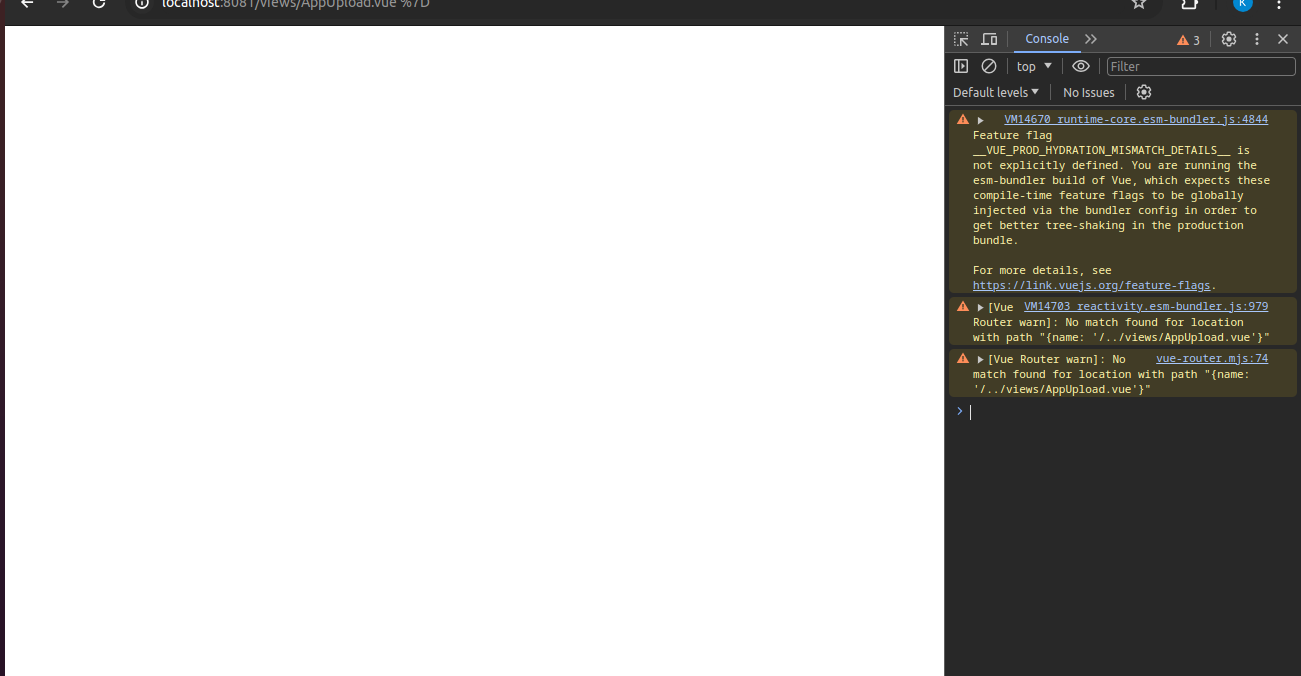 localhost:8081/views/AppUpload.vue %7D
K
Console
3
top
Filter
Default levels
No Issues
VM14670 runtime-core.esm-bundler.js:4844
Feature flag
__VUE_PROD_HYDRATION_MISMATCH_DETAILS__ is
not explicitly defined. You are running the
esm-bundler build of Vue, which expects these
compile-time feature flags to be globally
injected via the bundler config in order to
get better tree-shaking in the production
bundle.
For more details, see
https://link.vuejs.org/feature-flags.
[Vue VM14703 reactivity.esm-bundler.js:979
Router warn]: No match found for location
with path "{name: '/../views/AppUpload.vue'}"
[Vue Router warn]: No vue-router.mjs:74
match found for location with path "{name:
'/../views/AppUpload.vue'}"